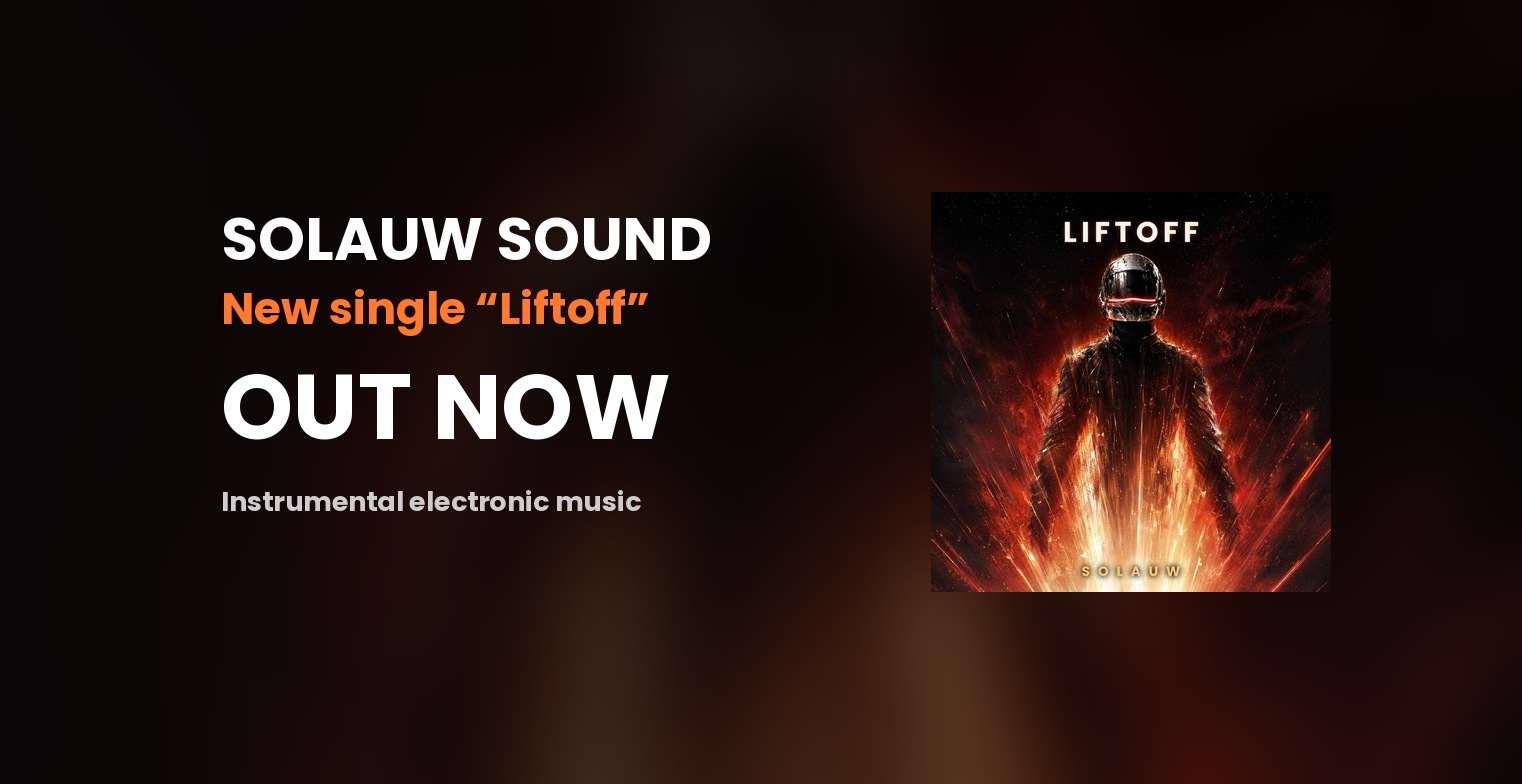 SOLAUW SOUND
New single “Liftoff”
OUT NOW
Instrumental electronic music
LIFTOFF
SOLAUW